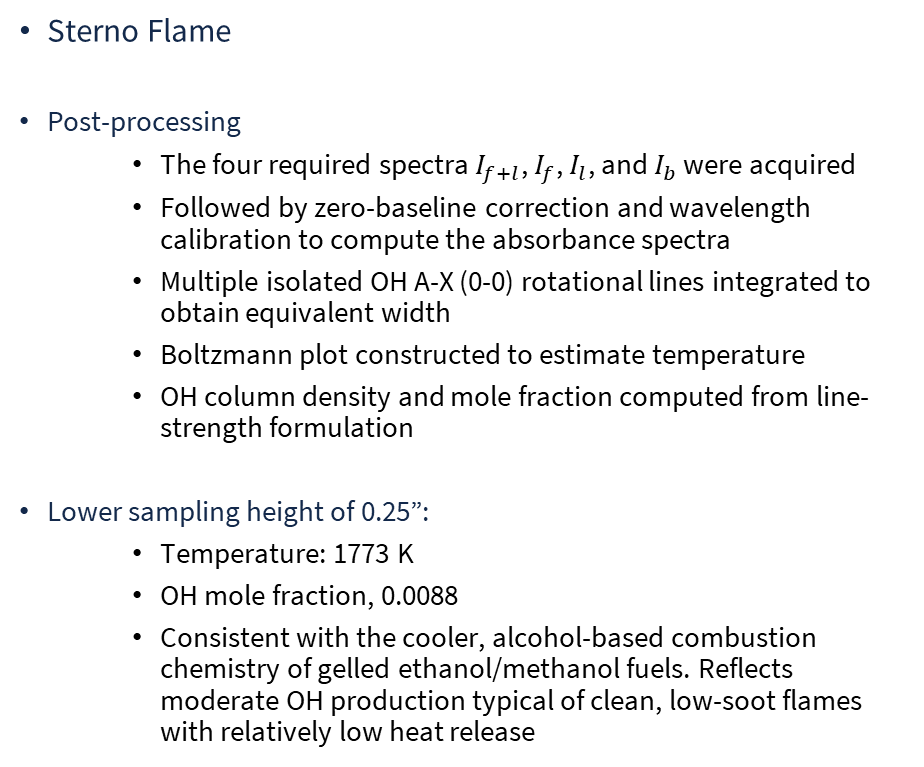 • Sterno Flame
• Post-processing
• The four required spectra I_{f+l}, I_f, I_l, and I_b were acquired
• Followed by zero-baseline correction and wavelength
calibration to compute the absorbance spectra
• Multiple isolated OH A-X (0-0) rotational lines integrated to
obtain equivalent width
• Boltzmann plot constructed to estimate temperature
• OH column density and mole fraction computed from line-
strength formulation
• Lower sampling height of 0.25”:
• Temperature: 1773 K
• OH mole fraction, 0.0088
• Consistent with the cooler, alcohol-based combustion
chemistry of gelled ethanol/methanol fuels. Reflects
moderate OH production typical of clean, low-soot flames
with relatively low heat release